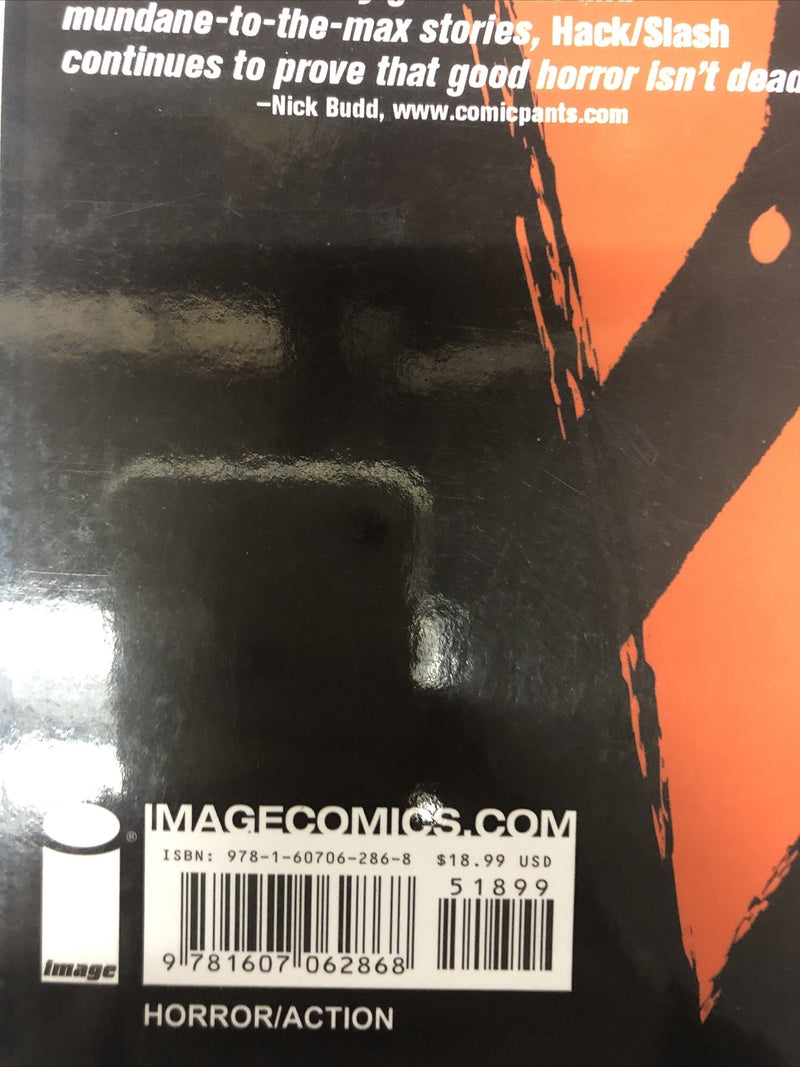 mundane-to-the-max stories, Hack/Slash
continues to prove that good horror isn't dead
—Nick Budd, www.comicpants.com
IMAGECOMICS.COM
ISBN: 978-1-60706-286-8 $18.99 USD
51899
9 781607 062868
image
®
HORROR/ACTION